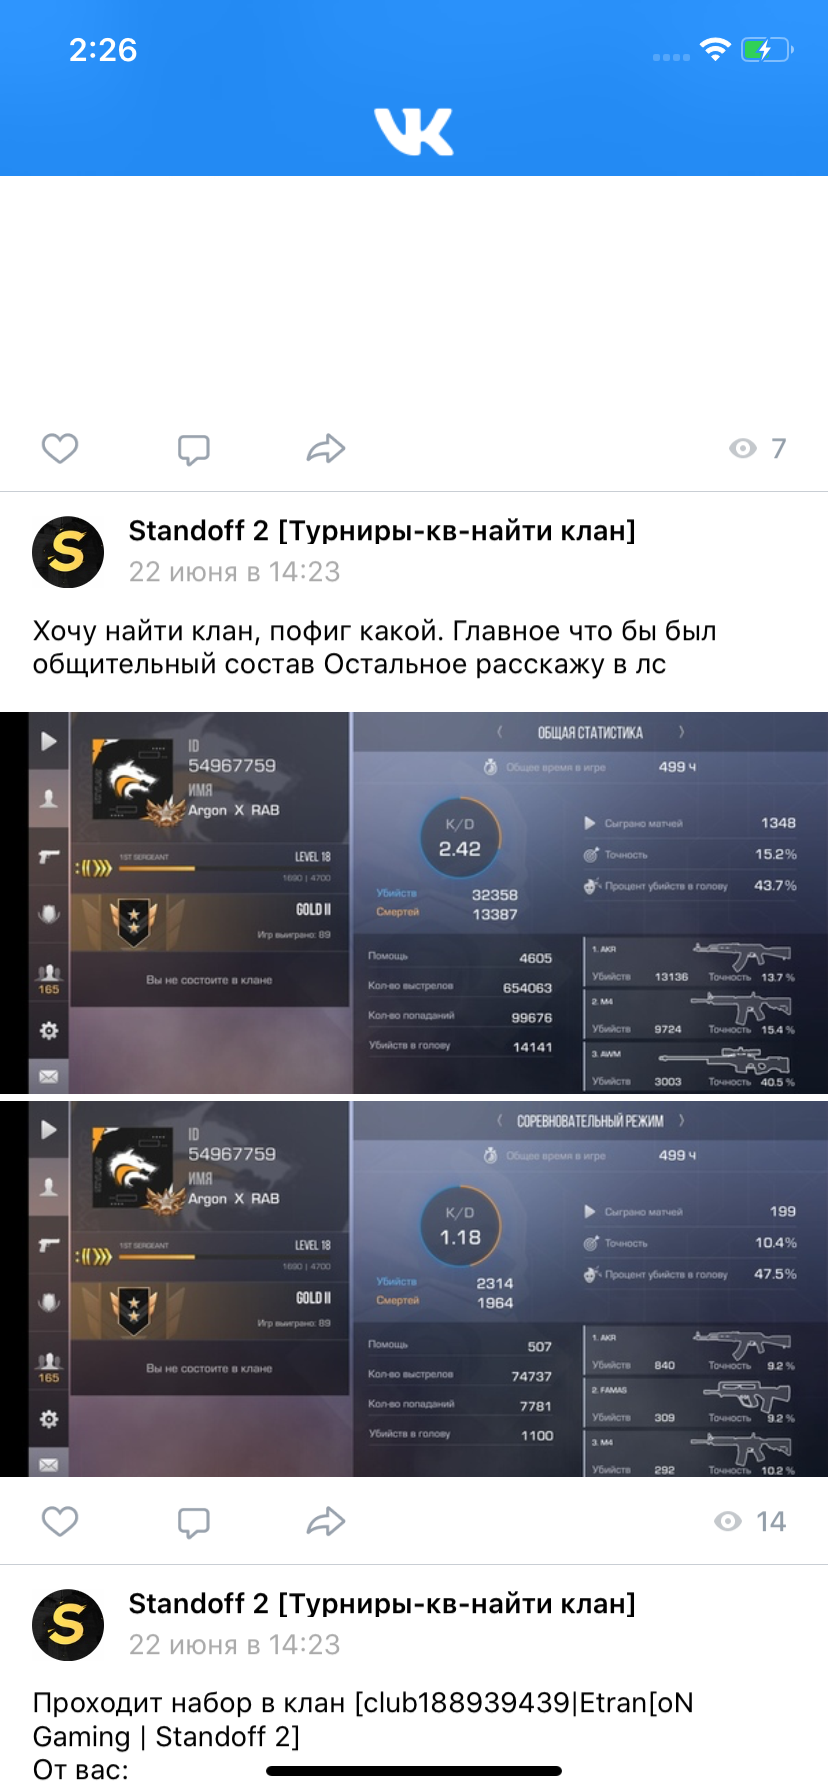 2:26
VK
7
Standoff 2 [Турниры-кв-найти клан]
22 июня в 14:23
Хочу найти клан, пофиг какой. Главное что бы был
общительный состав Остальное расскажу в лс
ID
54967759
ИМЯ
Argon X RAB
1ST SERGEANT
LEVEL 18
1690 | 4700
GOLD II
Игр выиграно: 89
Вы не состоите в клане
165
ОБЩАЯ СТАТИСТИКА
Общее время в игре 499 ч
K/D
2.42
Убийств 32358
Смертей 13387
Сыграно матчей 1348
Точность 15.2%
Процент убийств в голову 43.7%
Помощь 4605
Кол-во выстрелов 654063
Кол-во попаданий 99676
Убийств в голову 14141
1. AKR
Убийств 13136 Точность 13.7 %
2. M4
Убийств 9724 Точность 15.4 %
3. AWM
Убийств 3003 Точность 40.5 %
ID
54967759
ИМЯ
Argon X RAB
1ST SERGEANT
LEVEL 18
1690 | 4700
GOLD II
Игр выиграно: 89
Вы не состоите в клане
165
СОРЕВНОВАТЕЛЬНЫЙ РЕЖИМ
Общее время в игре 499 ч
K/D
1.18
Убийств 2314
Смертей 1964
Сыграно матчей 199
Точность 10.4%
Процент убийств в голову 47.5%
Помощь 507
Кол-во выстрелов 74737
Кол-во попаданий 7781
Убийств в голову 1100
1. AKR
Убийств 840 Точность 9.2 %
2. FAMAS
Убийств 309 Точность 9.2 %
3. M4
Убийств 292 Точность 10.2 %
14
Standoff 2 [Турниры-кв-найти клан]
22 июня в 14:23
Проходит набор в клан [club188939439|Etran[oN
Gaming | Standoff 2]
От вас: